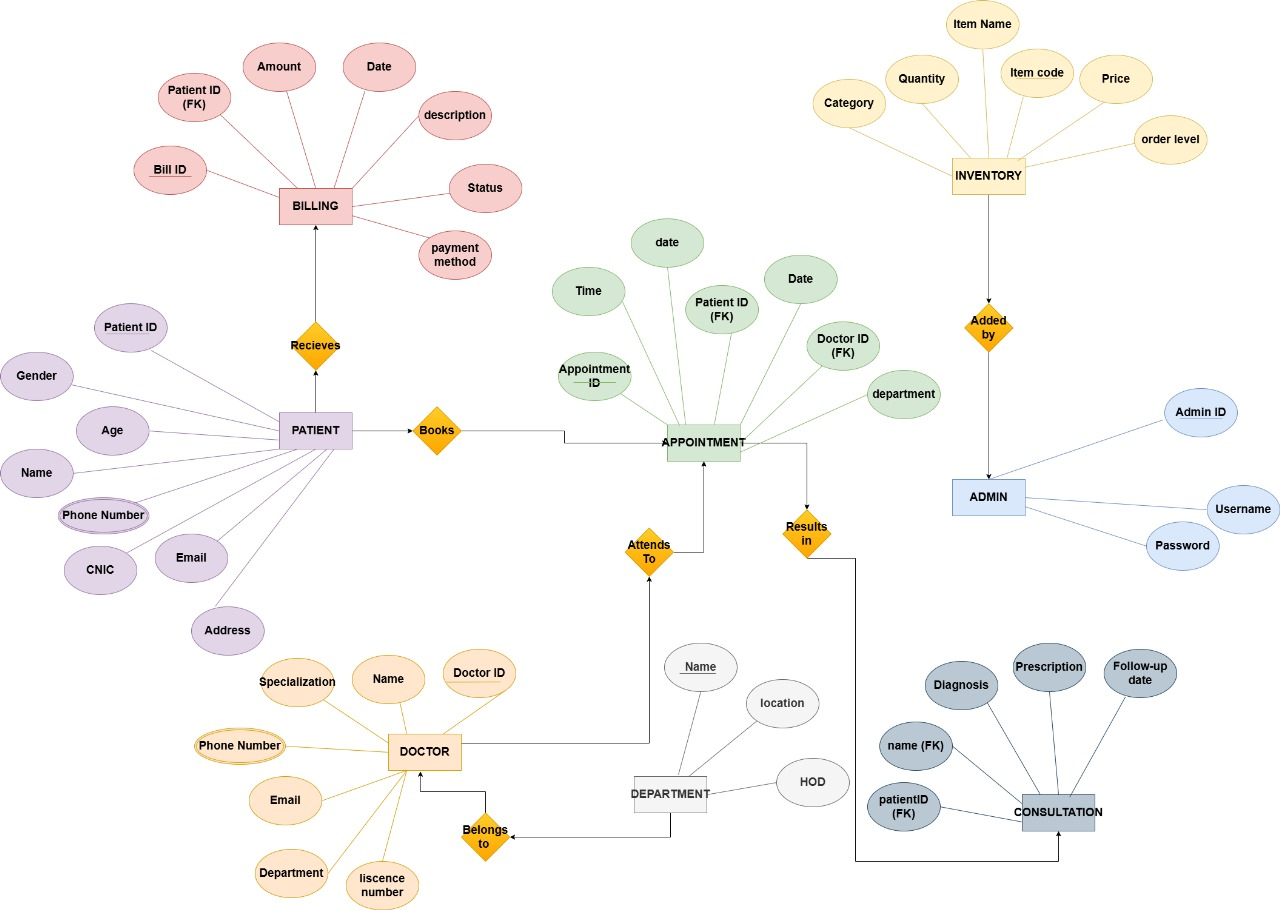 Item Name
Amount
Date
Quantity
Item code
Price
Patient ID
(FK)
Category
description
order level
Bill ID
INVENTORY
Status
BILLING
date
payment
method
Date
Time
Patient ID
(FK)
Added
by
Patient ID
Recieves
Doctor ID
(FK)
Appointment
ID
Gender
department
Admin ID
Age
PATIENT
Books
APPOINTMENT
Name
ADMIN
Phone Number
Username
Results
in
Attends
To
Password
CNIC
Email
Address
Name
Prescription
Follow-up
date
Specialization
Name
Doctor ID
Diagnosis
location
Phone Number
DOCTOR
name (FK)
HOD
DEPARTMENT
Email
patientID
(FK)
CONSULTATION
Belongs
to
Department
liscence
number